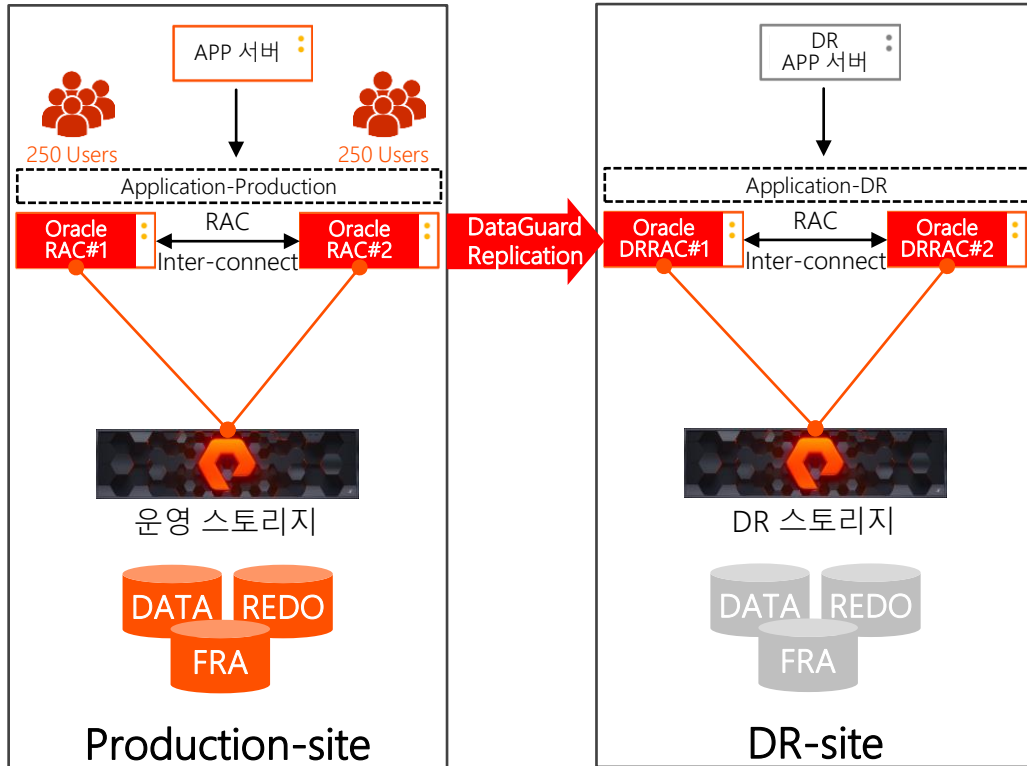 APP 서버
250 Users
250 Users
Application-Production
Oracle
RAC#1
RAC
Inter-connect
Oracle
RAC#2
운영 스토리지
DATA
REDO
FRA
Production-site
DataGuard
Replication
DR
APP 서버
Application-DR
Oracle
DRRAC#1
RAC
Inter-connect
Oracle
DRRAC#2
DR 스토리지
DATA
REDO
FRA
DR-site